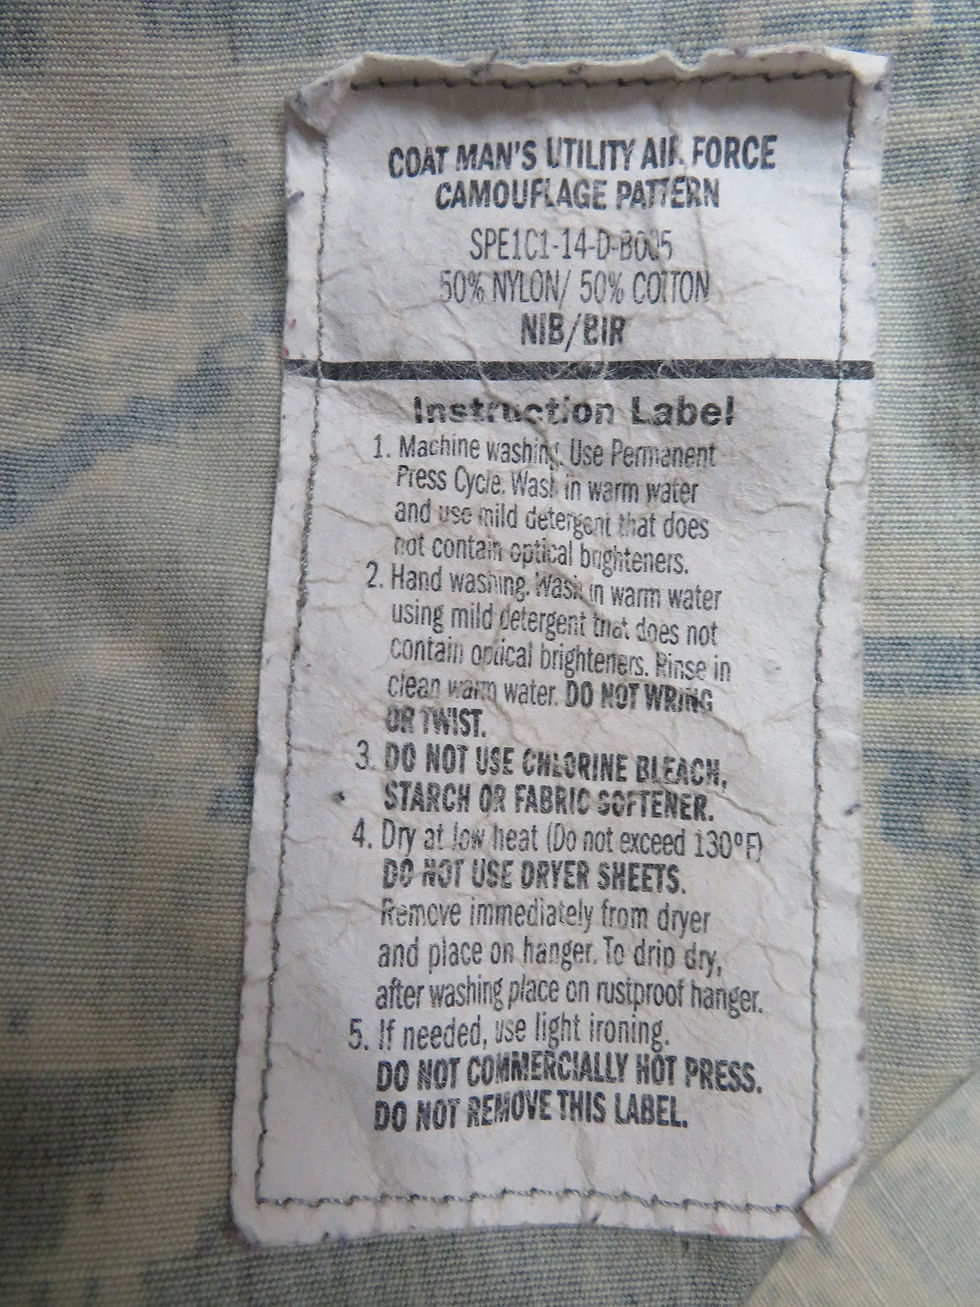 COAT MAN'S UTILITY AIR FORCE
CAMOUFLAGE PATTERN
SPE1C1-14-D-B005
50% NYLON/ 50% COTTON
NIB/BIR
Instruction Label
1. Machine washing. Use Permanent
Press Cycle. Wash in warm water
and use mild detergent that does
not contain optical brighteners.
2. Hand washing. Wash in warm water
using mild detergent that does not
contain optical brighteners. Rinse in
clean warm water. DO NOT WRING
OR TWIST.
3. DO NOT USE CHLORINE BLEACH,
STARCH OR FABRIC SOFTENER.
4. Dry at low heat (Do not exceed 130°F)
DO NOT USE DRYER SHEETS.
Remove immediately from dryer
and place on hanger. To drip dry,
after washing place on rustproof hanger.
5. If needed, use light ironing.
DO NOT COMMERCIALLY HOT PRESS.
DO NOT REMOVE THIS LABEL.